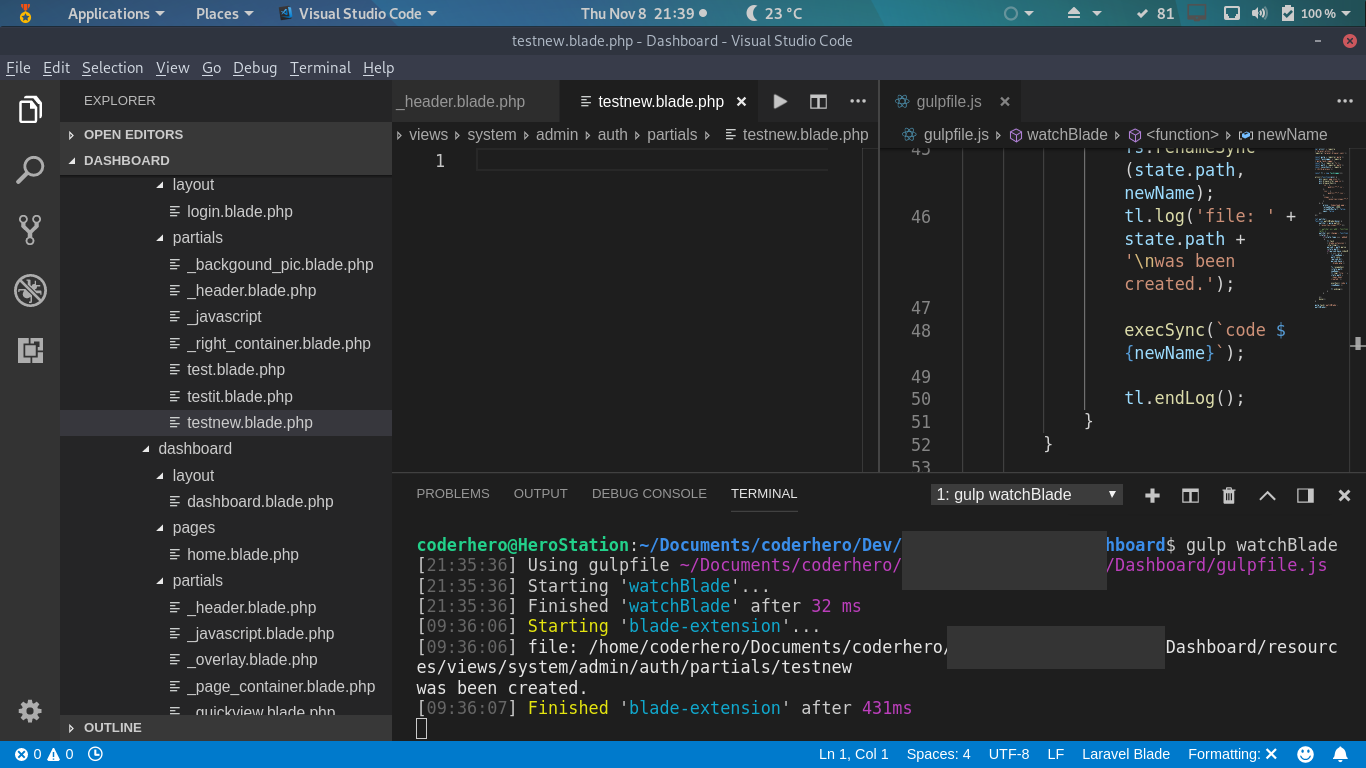 Applications Places Visual Studio Code Thu Nov 8 21:39 23 °C 81 100 %
testnew.blade.php - Dashboard - Visual Studio Code
File Edit Selection View Go Debug Terminal Help
EXPLORER
OPEN EDITORS
DASHBOARD
layout
login.blade.php
partials
_backgound_pic.blade.php
_header.blade.php
_javascript
_right_container.blade.php
test.blade.php
testit.blade.php
testnew.blade.php
dashboard
layout
dashboard.blade.php
pages
home.blade.php
partials
_header.blade.php
_javascript.blade.php
_overlay.blade.php
_page_container.blade.php
_quickview.blade.php
OUTLINE
_header.blade.php testnew.blade.php
views system admin auth partials testnew.blade.php
1
gulpfile.js
gulpfile.js watchBlade <function> newName
45 fs.renameSync
(state.path,
newName);
46 tl.log('file: ' +
state.path +
'\nwas been
created.');
47
48 execSync(`code $
{newName}`);
49
50 tl.endLog();
51 }
52 }
53
PROBLEMS OUTPUT DEBUG CONSOLE TERMINAL 1: gulp watchBlade
coderhero@HeroStation:~/Documents/coderhero/Dev/ hboard$ gulp watchBlade
[21:35:36] Using gulpfile ~/Documents/coderhero/ /Dashboard/gulpfile.js
[21:35:36] Starting 'watchBlade'...
[21:35:36] Finished 'watchBlade' after 32 ms
[09:36:06] Starting 'blade-extension'...
[09:36:06] file: /home/coderhero/Documents/coderhero/ Dashboard/resourc
es/views/system/admin/auth/partials/testnew
was been created.
[09:36:07] Finished 'blade-extension' after 431ms
0 0 Ln 1, Col 1 Spaces: 4 UTF-8 LF Laravel Blade Formatting: ✕